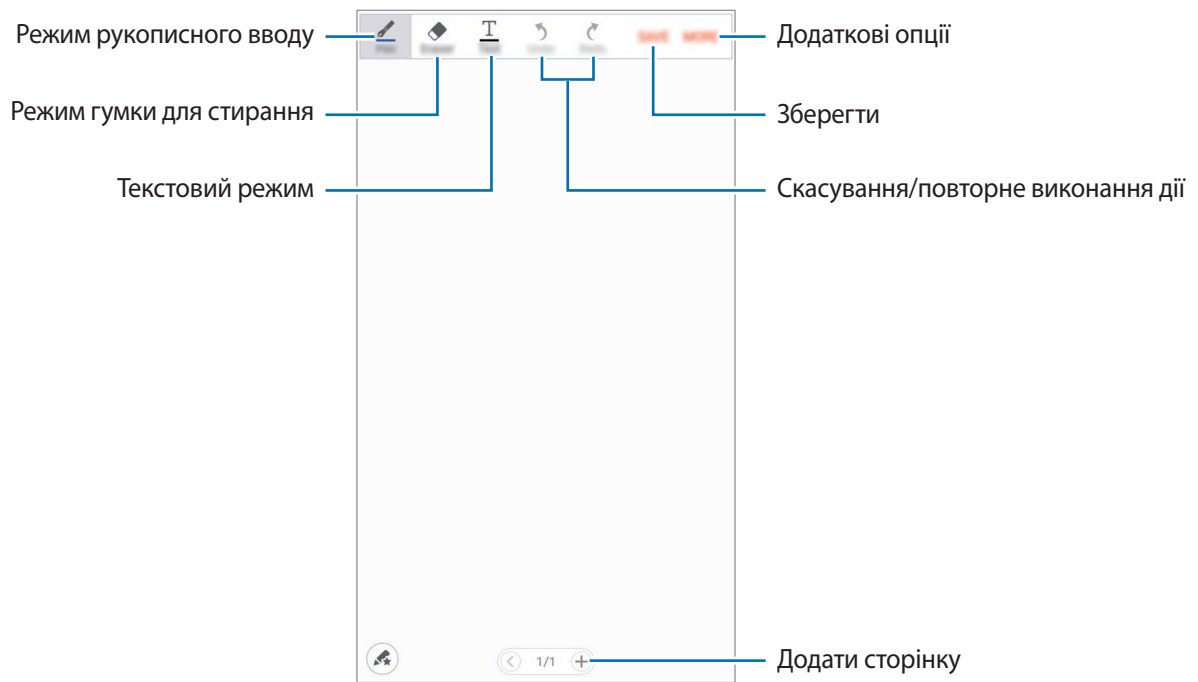 Режим рукописного вводу
Додаткові опції
T
SAVE MORE
Режим гумки для стирання
Зберегти
Текстовий режим
Скасування/повторне виконання дії
1/1
Додати сторінку